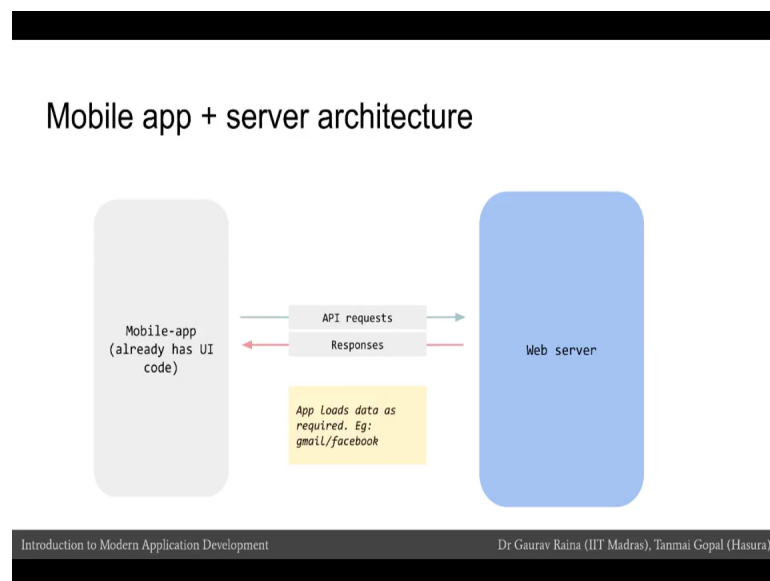 Mobile app + server architecture
Mobile-app
(already has UI
code)
API requests
Responses
App loads data as
required. Eg:
gmail/facebook
Web server
Introduction to Modern Application Development
Dr Gaurav Raina (IIT Madras), Tanmai Gopal (Hasura)